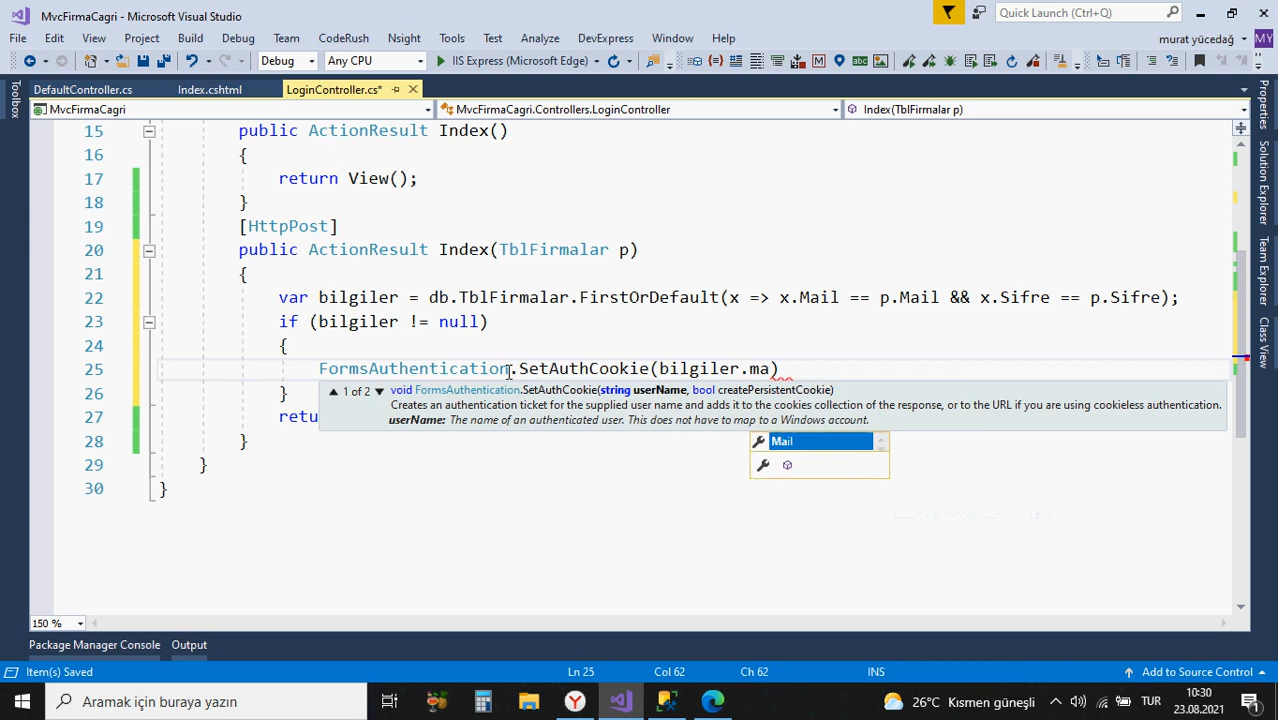 MvcFirmaCagri - Microsoft Visual Studio
Quick Launch (Ctrl+Q)
File Edit View Project Build Debug Team CodeRush Nsight Tools Test Analyze DevExpress Window Help
murat yücedağ MY
Debug Any CPU IIS Express (Microsoft Edge)
Toolbox
DefaultController.cs Index.cshtml LoginController.cs*
MvcFirmaCagri MvcFirmaCagri.Controllers.LoginController Index(TblFirmalar p)
15 public ActionResult Index()
16 {
17 return View();
18 }
19 [HttpPost]
20 public ActionResult Index(TblFirmalar p)
21 {
22 var bilgiler = db.TblFirmalar.FirstOrDefault(x => x.Mail == p.Mail && x.Sifre == p.Sifre);
23 if (bilgiler != null)
24 {
25 FormsAuthentication.SetAuthCookie(bilgiler.ma)
1 of 2 void FormsAuthentication.SetAuthCookie(string userName, bool createPersistentCookie)
Creates an authentication ticket for the supplied user name and adds it to the cookies collection of the response, or to the URL if you are using cookieless authentication.
userName: The name of an authenticated user. This does not have to map to a Windows account.
26 }
27 retu
28 }
Mail
29 }
30 }
Properties
Solution Explorer
Team Explorer
Class View
150 %
Package Manager Console Output
Item(s) Saved Ln 25 Col 62 Ch 62 INS Add to Source Control
Aramak için buraya yazın
26°C Kısmen güneşli TUR 10:30
23.08.2021
1